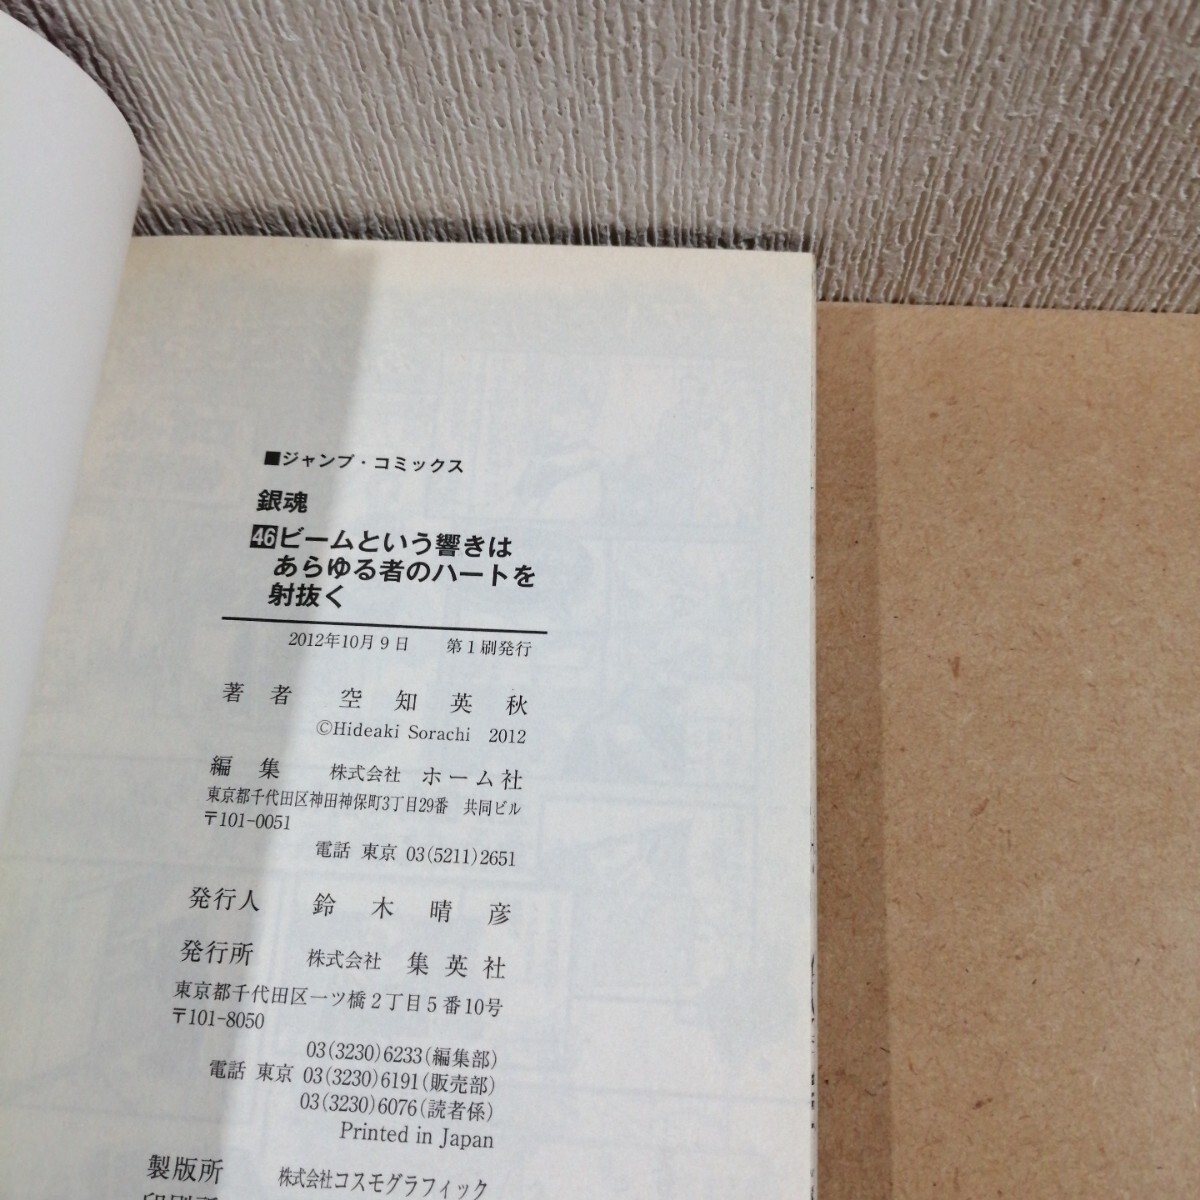 ■ジャンプ・コミックス
銀魂
46ビームという響きは
あらゆる者のハートを
射抜く
2012年10月9日 第1刷発行
著者 空知英秋
©Hideaki Sorachi 2012
編集 株式会社 ホーム社
東京都千代田区神田神保町3丁目29番 共同ビル
〒101-0051
電話 東京 03(5211)2651
発行人 鈴木晴彦
発行所 株式会社 集英社
東京都千代田区一ツ橋2丁目5番10号
〒101-8050
03(3230)6233(編集部)
電話 東京 03(3230)6191(販売部)
03(3230)6076(読者係)
Printed in Japan
製版所 株式会社コスモグラフィック
印刷所